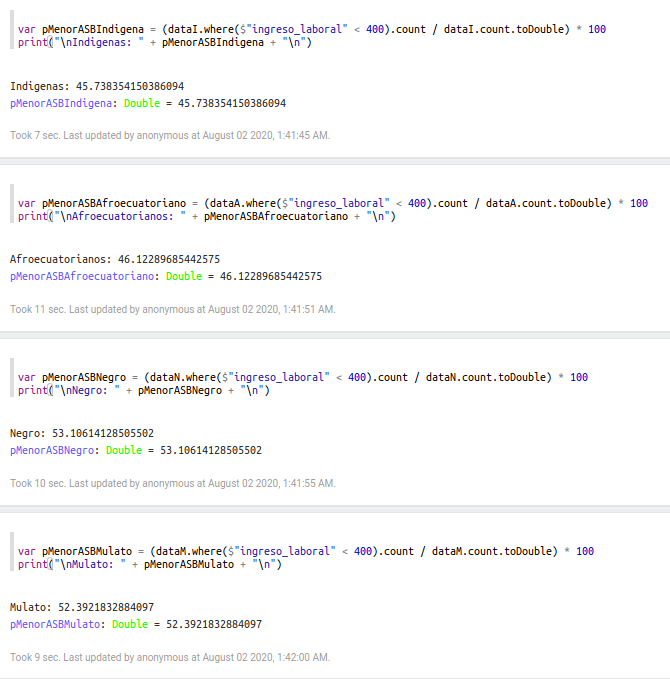 var pMenorASBIndigena = (dataI.where($"ingreso_laboral" < 400).count / dataI.count.toDouble) * 100
print("\nIndigenas: " + pMenorASBIndigena + "\n")
Indigenas: 45.738354150386094
pMenorASBIndigena: Double = 45.738354150386094
Took 7 sec. Last updated by anonymous at August 02 2020, 1:41:45 AM.
var pMenorASBAfroecuatoriano = (dataA.where($"ingreso_laboral" < 400).count / dataA.count.toDouble) * 100
print("\nAfroecuatorianos: " + pMenorASBAfroecuatoriano + "\n")
Afroecuatorianos: 46.12289685442575
pMenorASBAfroecuatoriano: Double = 46.12289685442575
Took 11 sec. Last updated by anonymous at August 02 2020, 1:41:51 AM.
var pMenorASBNegro = (dataN.where($"ingreso_laboral" < 400).count / dataN.count.toDouble) * 100
print("\nNegro: " + pMenorASBNegro + "\n")
Negro: 53.10614128505502
pMenorASBNegro: Double = 53.10614128505502
Took 10 sec. Last updated by anonymous at August 02 2020, 1:41:55 AM.
var pMenorASBMulato = (dataM.where($"ingreso_laboral" < 400).count / dataM.count.toDouble) * 100
print("\nMulato: " + pMenorASBMulato + "\n")
Mulato: 52.3921832884097
pMenorASBMulato: Double = 52.3921832884097
Took 9 sec. Last updated by anonymous at August 02 2020, 1:42:00 AM.